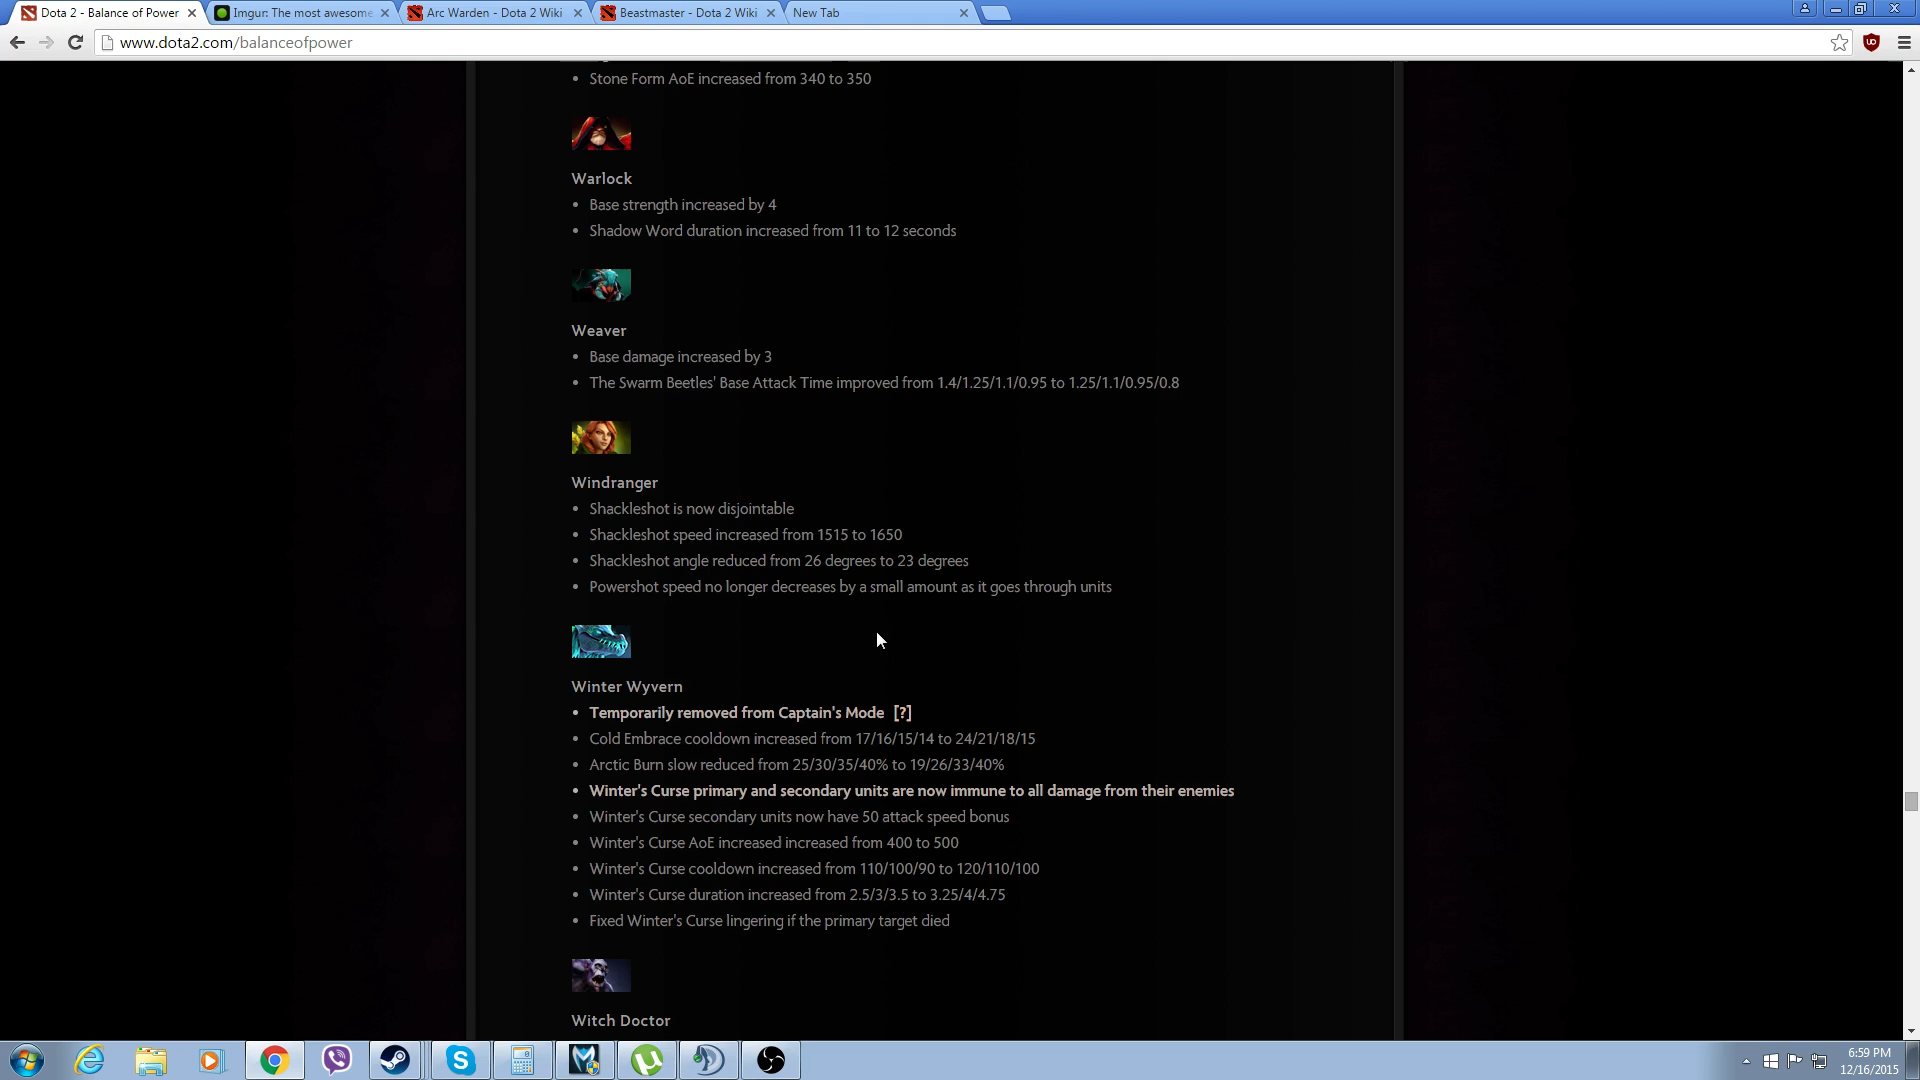 Dota 2 - Balance of Power
Imgur: The most awesome
Arc Warden - Dota 2 Wiki
Beastmaster - Dota 2 Wiki
New Tab
www.dota2.com/balanceofpower
Stone Form AoE increased from 340 to 350
Warlock
Base strength increased by 4
Shadow Word duration increased from 11 to 12 seconds
Weaver
Base damage increased by 3
The Swarm Beetles' Base Attack Time improved from 1.4/1.25/1.1/0.95 to 1.25/1.1/0.95/0.8
Windranger
Shackleshot is now disjointable
Shackleshot speed increased from 1515 to 1650
Shackleshot angle reduced from 26 degrees to 23 degrees
Powershot speed no longer decreases by a small amount as it goes through units
Winter Wyvern
Temporarily removed from Captain's Mode [?]
Cold Embrace cooldown increased from 17/16/15/14 to 24/21/18/15
Arctic Burn slow reduced from 25/30/35/40% to 19/26/33/40%
Winter's Curse primary and secondary units are now immune to all damage from their enemies
Winter's Curse secondary units now have 50 attack speed bonus
Winter's Curse AoE increased increased from 400 to 500
Winter's Curse cooldown increased from 110/100/90 to 120/110/100
Winter's Curse duration increased from 2.5/3/3.5 to 3.25/4/4.75
Fixed Winter's Curse lingering if the primary target died
Witch Doctor
6:59 PM
12/16/2015